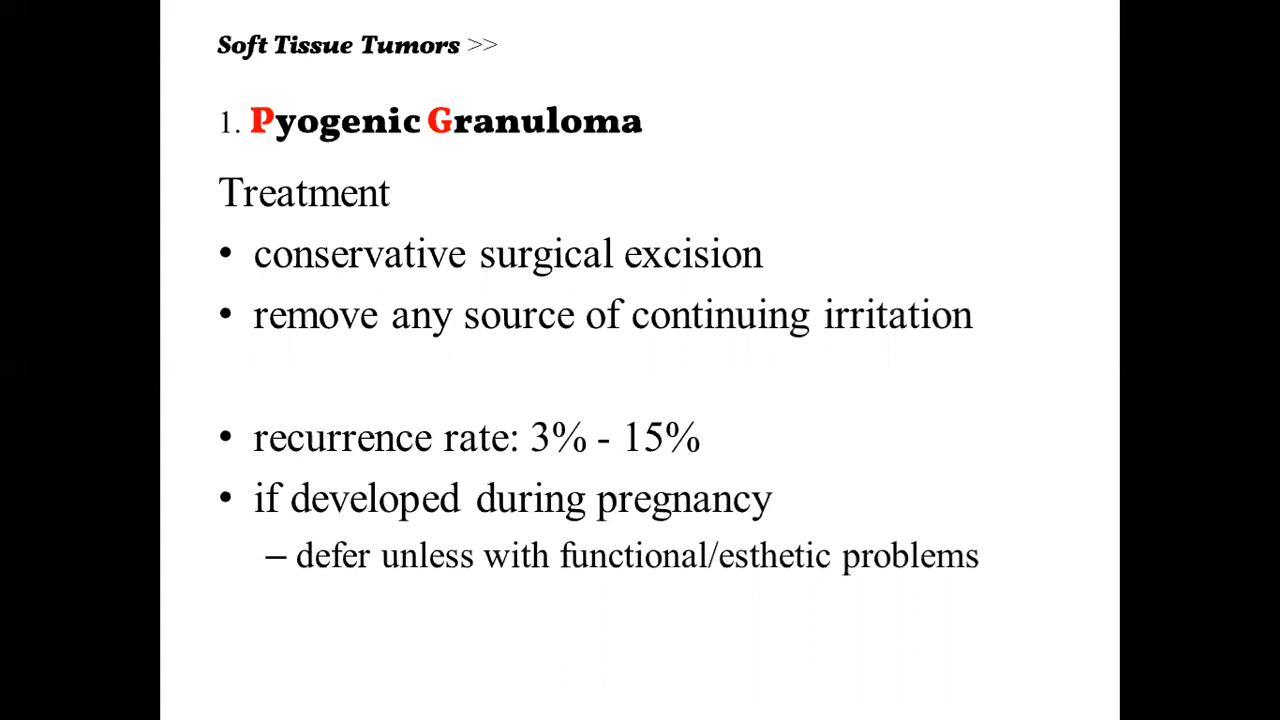 Soft Tissue Tumors >>
1. Pyogenic Granuloma
Treatment
• conservative surgical excision
• remove any source of continuing irritation
• recurrence rate: 3% - 15%
• if developed during pregnancy
– defer unless with functional/esthetic problems